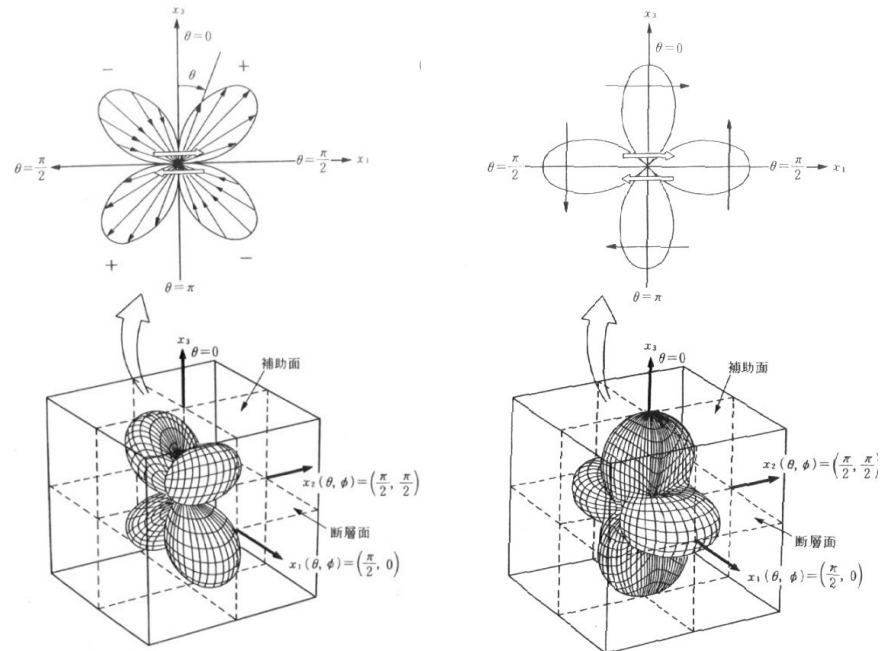 x₃
θ=0
θ
−
+
θ=π/2
θ=π/2
x₁
+
−
θ=π
x₃
θ=0
補助面
x₂(θ, ϕ)=(π/2, π/2)
断層面
x₁(θ, ϕ)=(π/2, 0)
x₃
θ=0
θ=π/2
θ=π/2
x₁
θ=π
x₃
θ=0
補助面
x₂(θ, ϕ)=(π/2, π/2)
断層面
x₁(θ, ϕ)=(π/2, 0)